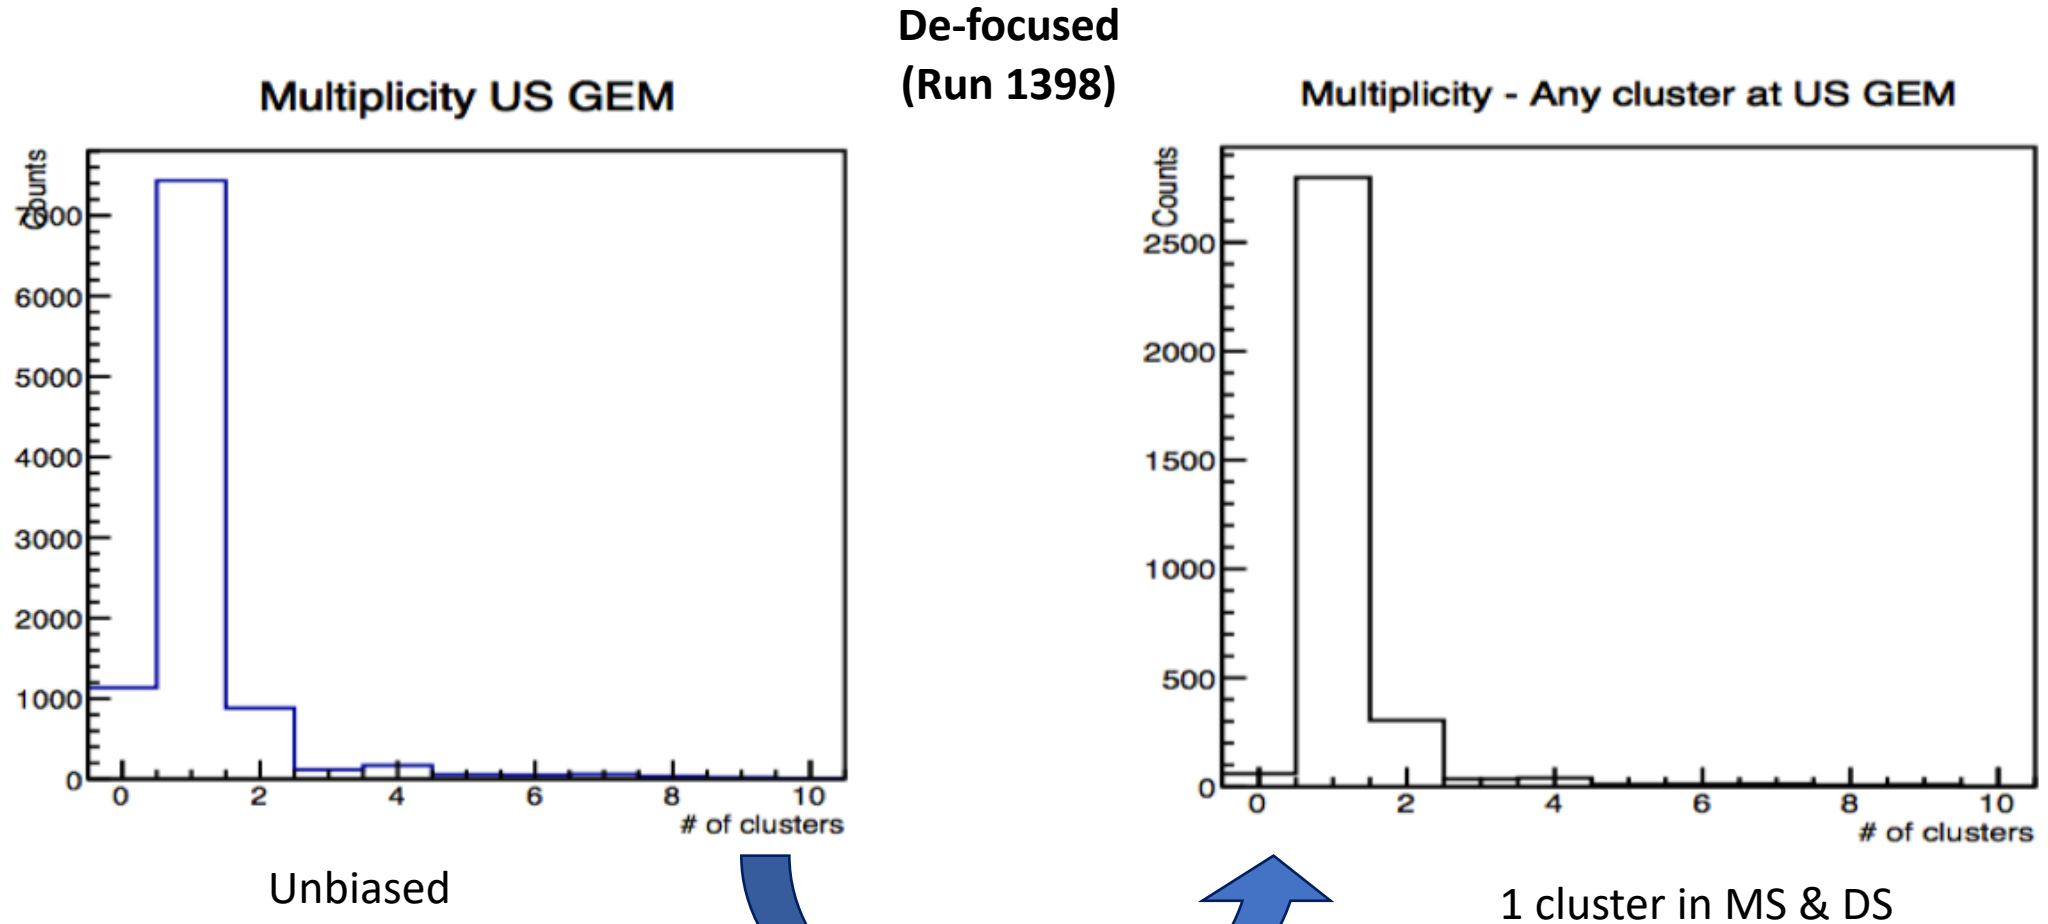 De-focused
(Run 1398)
Multiplicity US GEM
Counts
7000
6000
5000
4000
3000
2000
1000
0
0 2 4 6 8 10
# of clusters
Unbiased
Multiplicity - Any cluster at US GEM
Counts
2500
2000
1500
1000
500
0
0 2 4 6 8 10
# of clusters
1 cluster in MS & DS